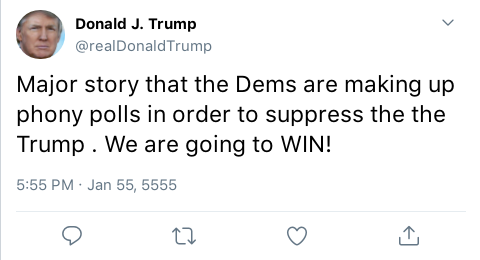 Donald J. Trump
@realDonaldTrump
Major story that the Dems are making up
phony polls in order to suppress the the
Trump . We are going to WIN!
5:55 PM · Jan 55, 5555